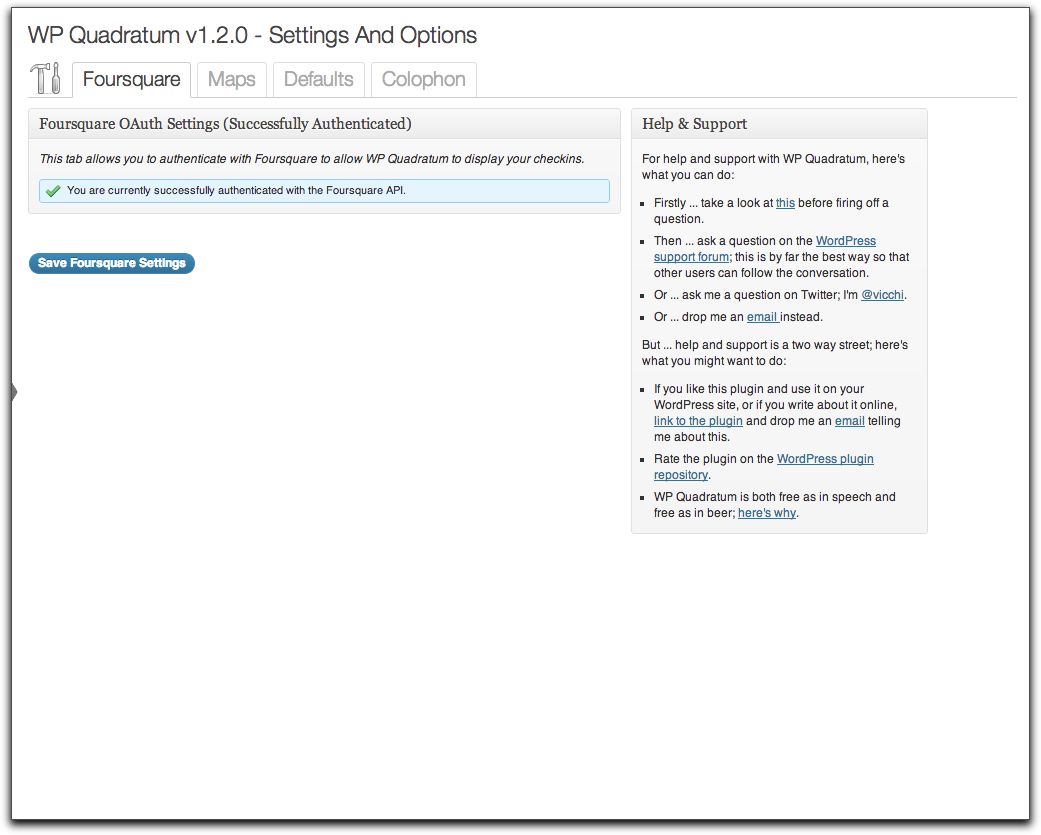 WP Quadratum v1.2.0 - Settings And Options
Foursquare
Maps
Defaults
Colophon
Foursquare OAuth Settings (Successfully Authenticated)
This tab allows you to authenticate with Foursquare to allow WP Quadratum to display your checkins.
You are currently successfully authenticated with the Foursquare API.
Save Foursquare Settings
Help & Support
For help and support with WP Quadratum, here's
what you can do:
Firstly ... take a look at this before firing off a
question.
Then ... ask a question on the WordPress
support forum; this is by far the best way so that
other users can follow the conversation.
Or ... ask me a question on Twitter; I'm @vicchi.
Or ... drop me an email instead.
But ... help and support is a two way street; here's
what you might want to do:
If you like this plugin and use it on your
WordPress site, or if you write about it online,
link to the plugin and drop me an email telling
me about this.
Rate the plugin on the WordPress plugin
repository.
WP Quadratum is both free as in speech and
free as in beer; here's why.